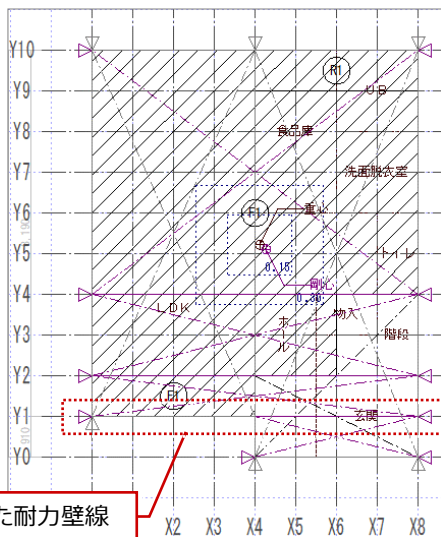 Y10
R1
Y9
UB
Y8
食品庫
Y7
洗面脱衣室
Y6
F1
重心
Y5
トイレ
0.15
剛心
Y4
0.30
LDK
物入
Y3
ホール
階段
Y2
F1
Y1
玄関
910
Y0
た耐力壁線
X2 X3 X4 X5 X6 X7 X8